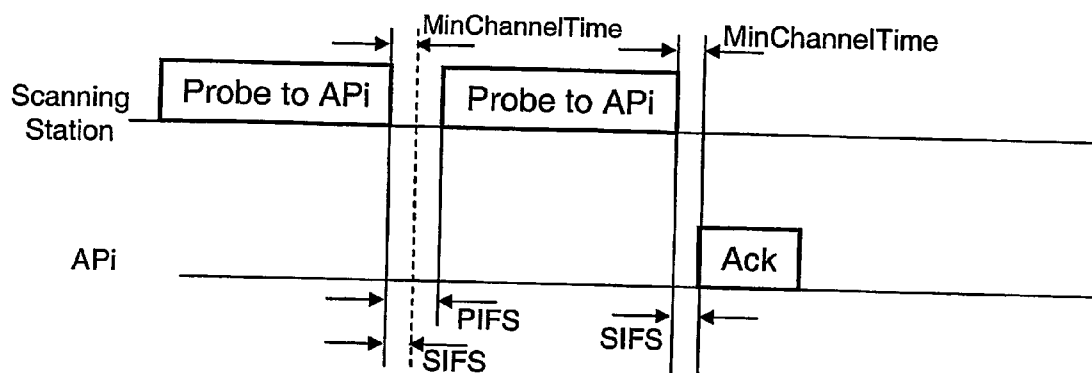 MinChannelTime
MinChannelTime
Probe to APi
Probe to APi
Scanning
Station
APi
Ack
PIFS
SIFS
SIFS